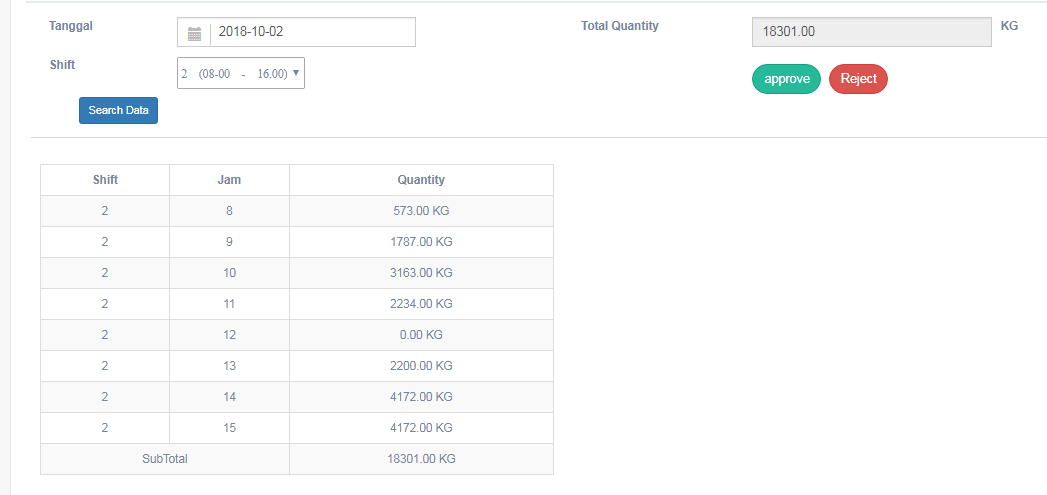 Tanggal 2018-10-02 Total Quantity 18301.00 KG
Shift 2 (08-00 - 16.00) approve Reject
Search Data
Shift Jam Quantity
2 8 573.00 KG
2 9 1787.00 KG
2 10 3163.00 KG
2 11 2234.00 KG
2 12 0.00 KG
2 13 2200.00 KG
2 14 4172.00 KG
2 15 4172.00 KG
SubTotal 18301.00 KG